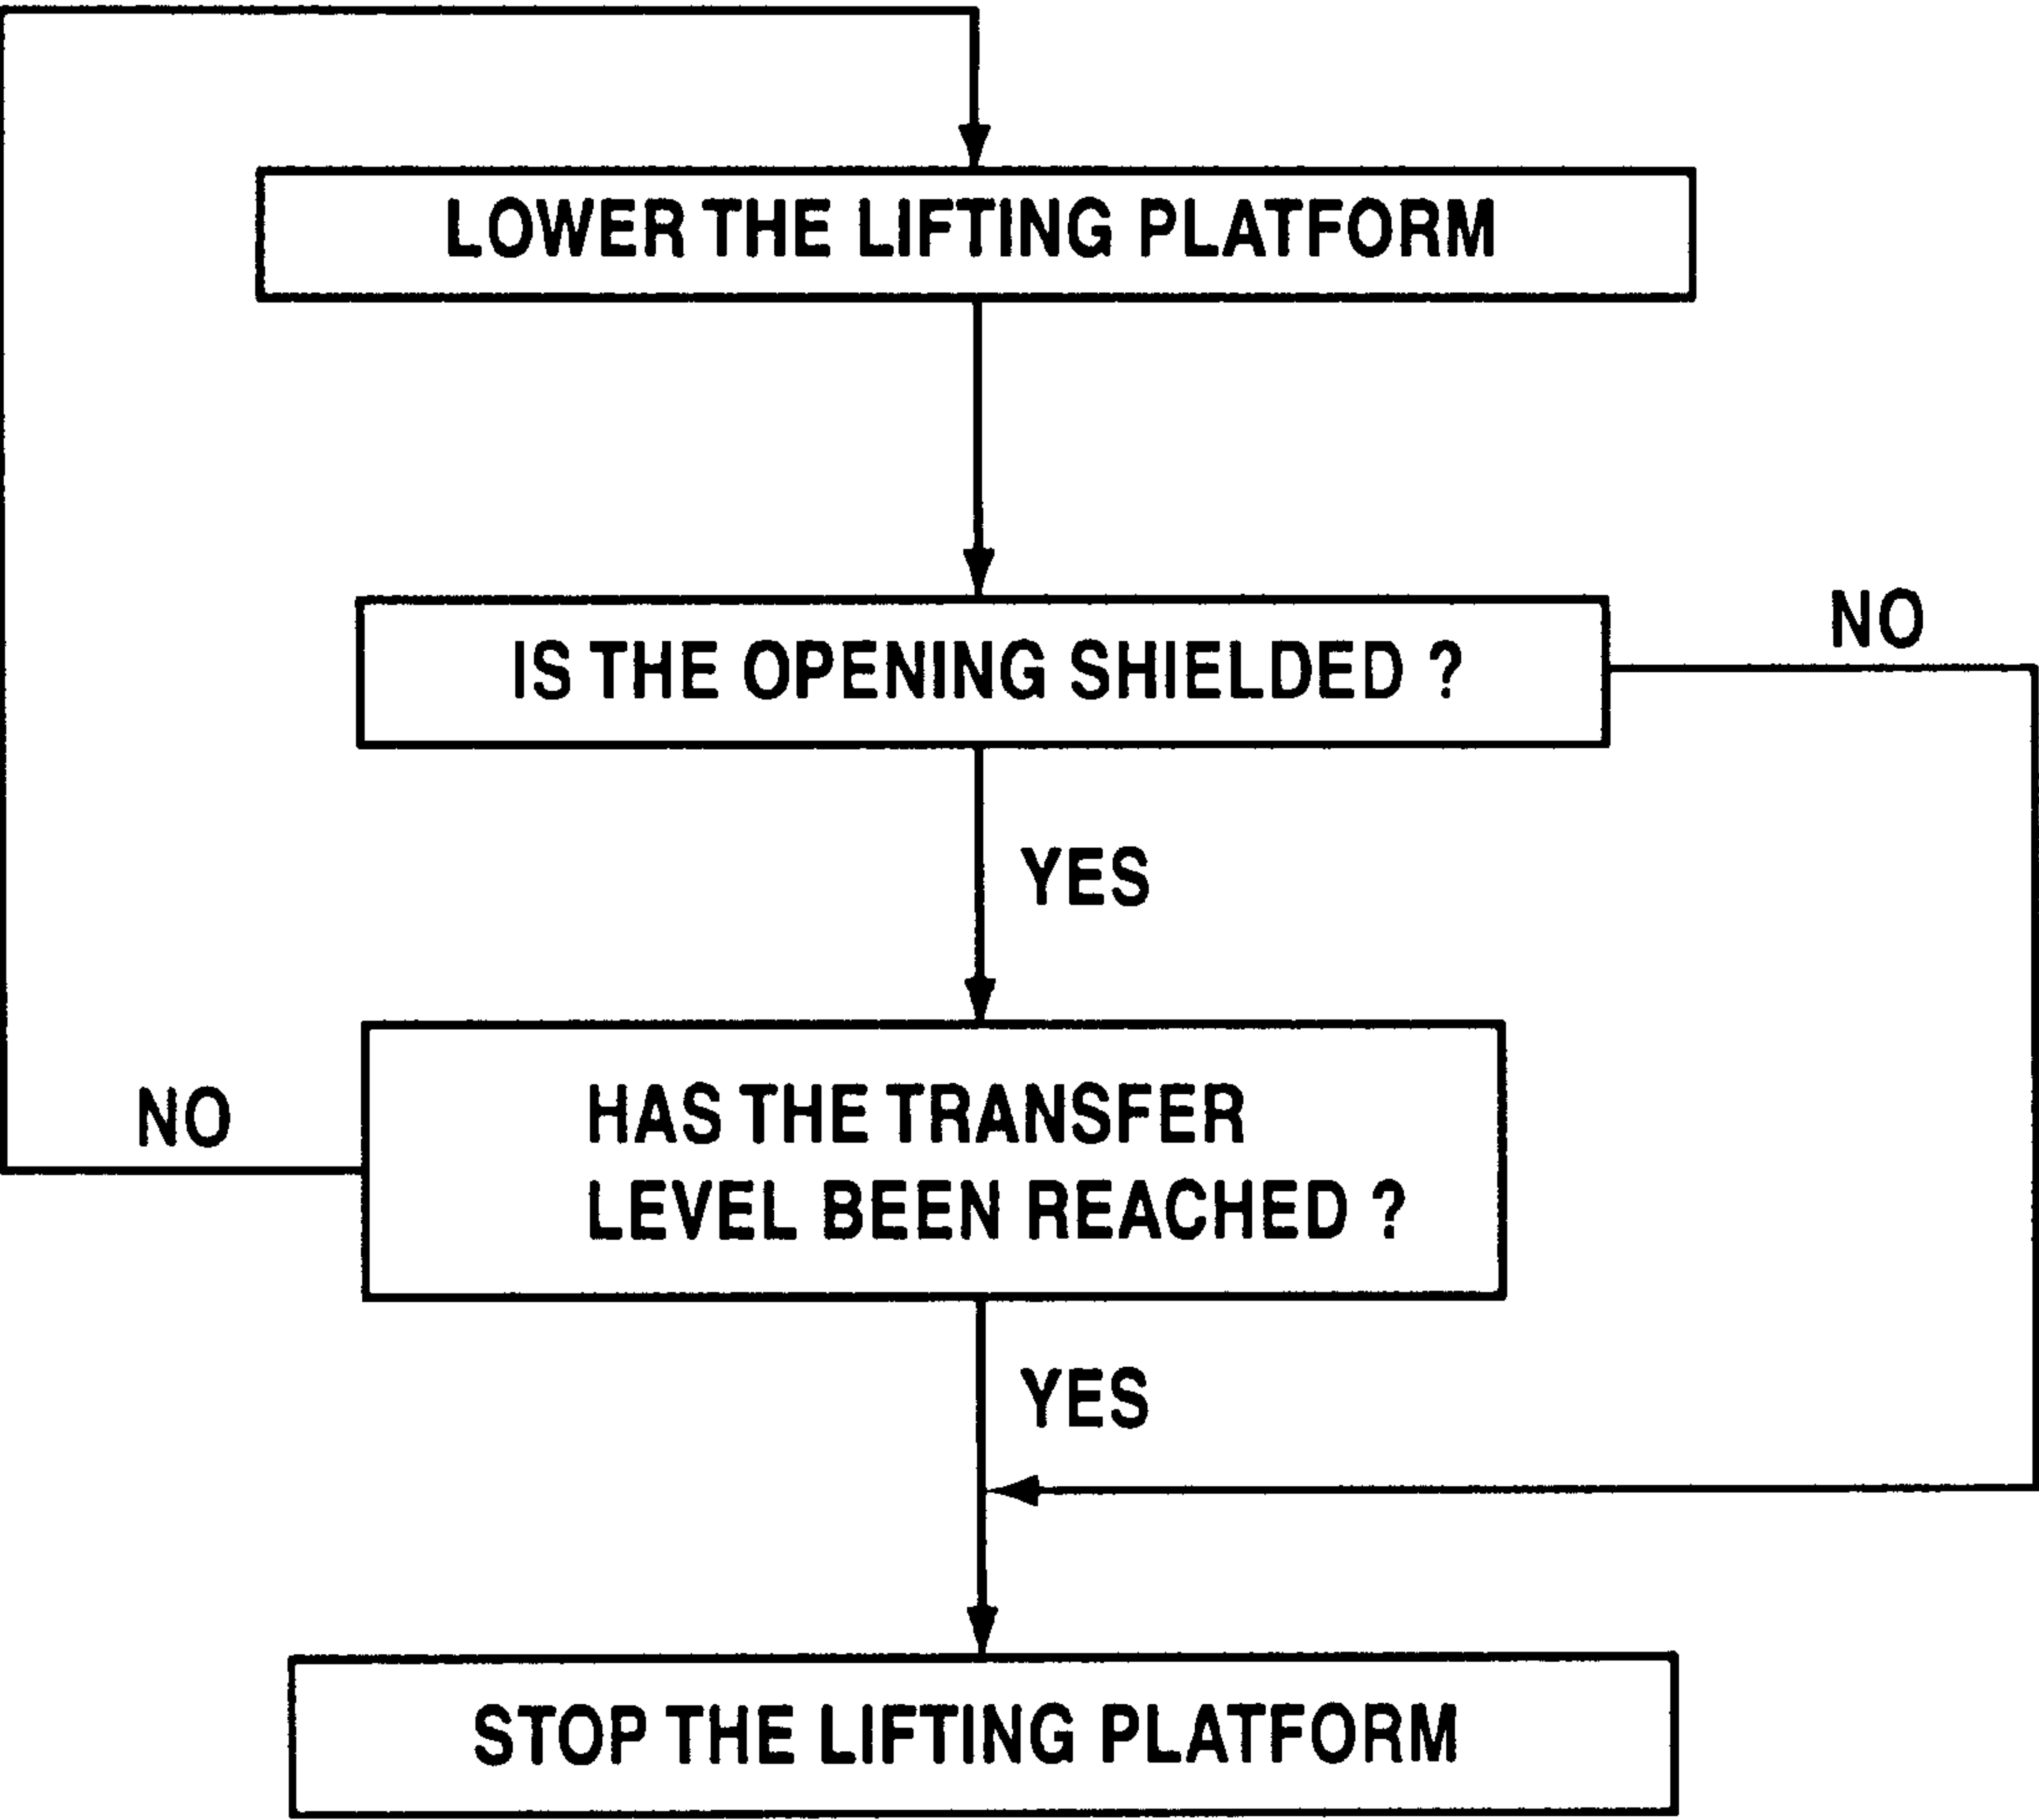 LOWER THE LIFTING PLATFORM
IS THE OPENING SHIELDED ?
NO
YES
HAS THE TRANSFER
LEVEL BEEN REACHED ?
NO
YES
STOP THE LIFTING PLATFORM